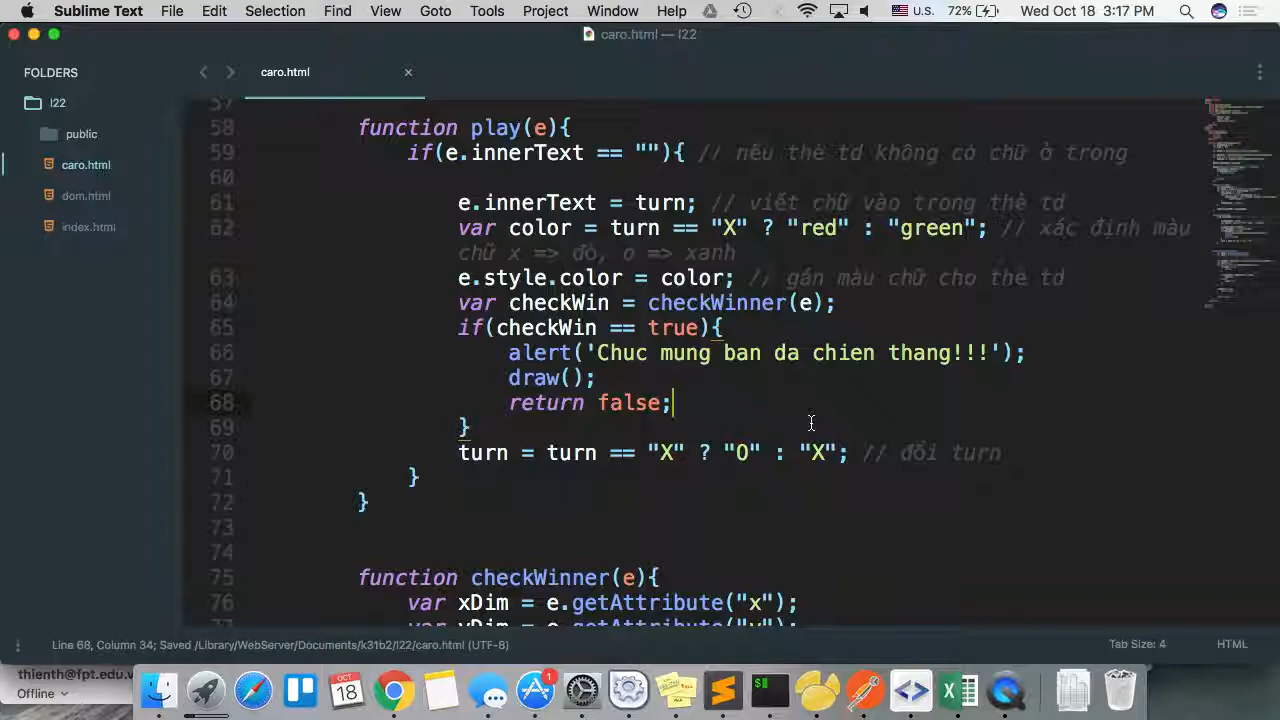 Sublime Text File Edit Selection Find View Goto Tools Project Window Help U.S. 72% Wed Oct 18 3:17 PM
caro.html — l22
FOLDERS
caro.html
l22
public
caro.html
dom.html
index.html
57
58 function play(e){
59 if(e.innerText == ""){ // nếu thẻ td không có chữ ở trong
60
61 e.innerText = turn; // viết chữ vào trong thẻ td
62 var color = turn == "X" ? "red" : "green"; // xác định màu
chữ x => đỏ, o => xanh
63 e.style.color = color; // gán màu chữ cho thẻ td
64 var checkWin = checkWinner(e);
65 if(checkWin == true){
66 alert('Chuc mung ban da chien thang!!!');
67 draw();
68 return false;
69 }
70 turn = turn == "X" ? "O" : "X"; // đổi turn
71 }
72 }
73
74
75 function checkWinner(e){
76 var xDim = e.getAttribute("x");
Line 68, Column 34; Saved /Library/WebServer/Documents/k31b2/l22/caro.html (UTF-8) Tab Size: 4 HTML
thienth@fpt.edu.v
Offline
OCT
18
1